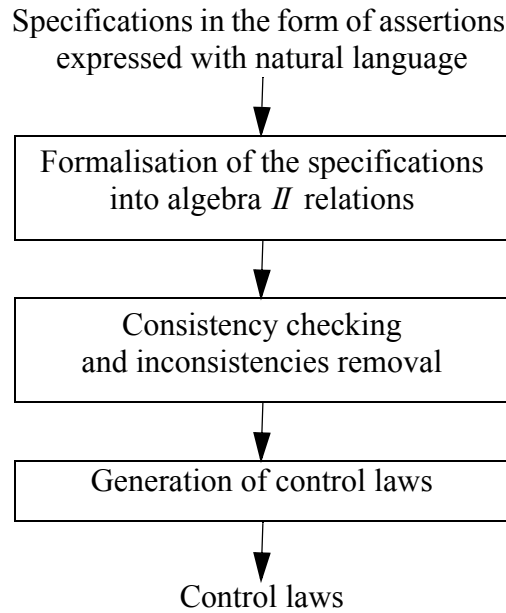 Specifications in the form of assertions
expressed with natural language
Formalisation of the specifications
into algebra II relations
Consistency checking
and inconsistencies removal
Generation of control laws
Control laws